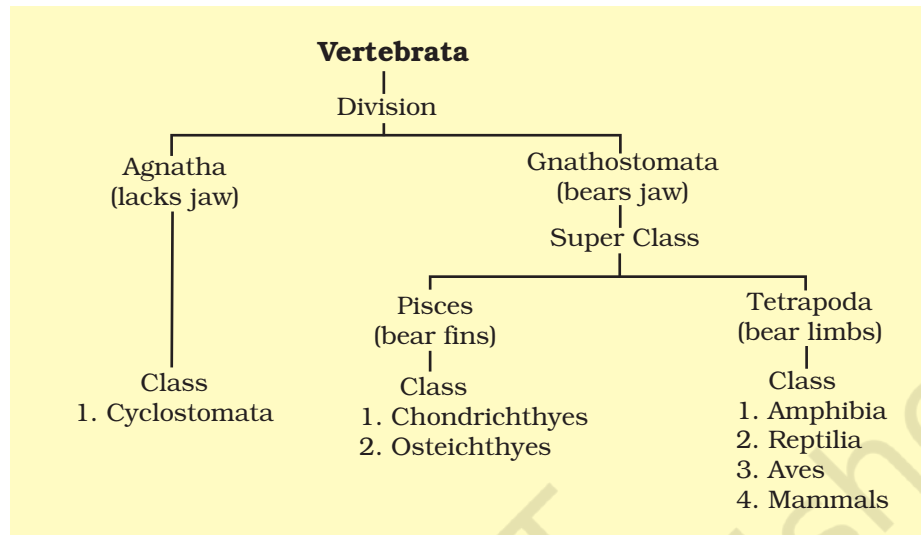 Vertebrata
Division
Agnatha
(lacks jaw)
Gnathostomata
(bears jaw)
Super Class
Pisces
(bear fins)
Tetrapoda
(bear limbs)
Class
1. Cyclostomata
Class
1. Chondrichthyes
2. Osteichthyes
Class
1. Amphibia
2. Reptilia
3. Aves
4. Mammals